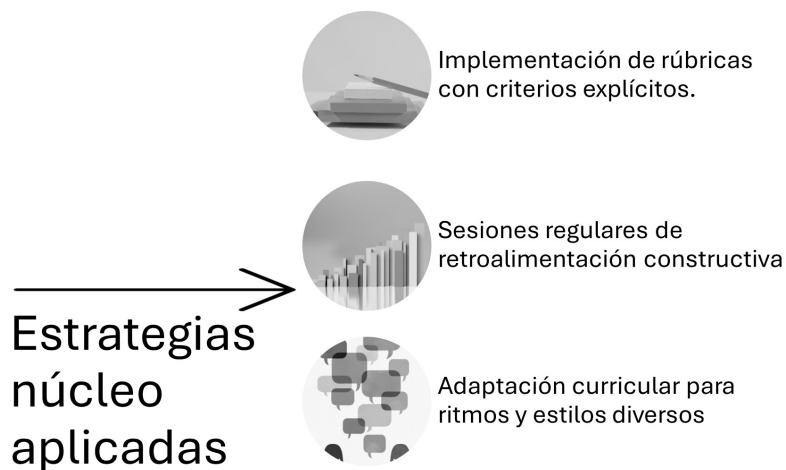 Implementación de rúbricas
con criterios explícitos.
Sesiones regulares de
retroalimentación constructiva
Estrategias
núcleo
aplicadas
Adaptación curricular para
ritmos y estilos diversos